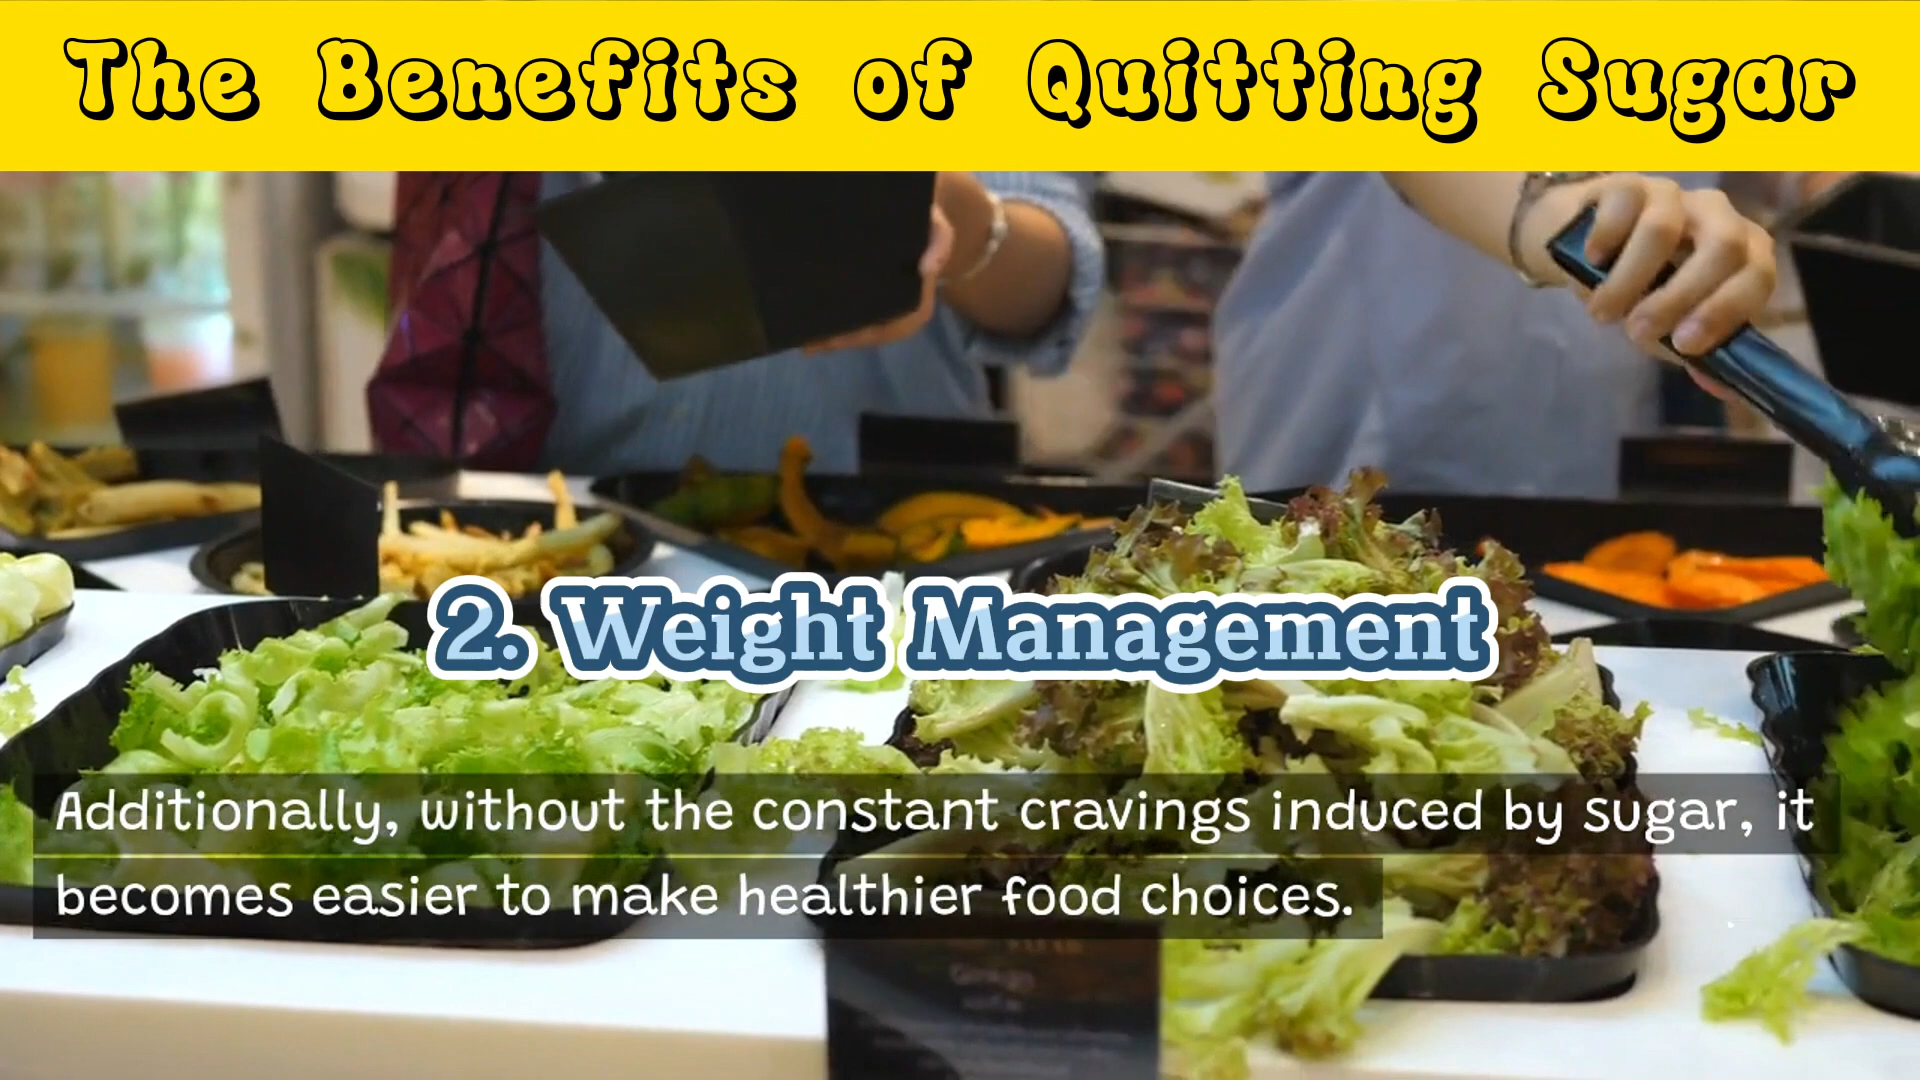 The Benefits of Quitting Sugar
2. Weight Management
Additionally, without the constant cravings induced by sugar, it
becomes easier to make healthier food choices.